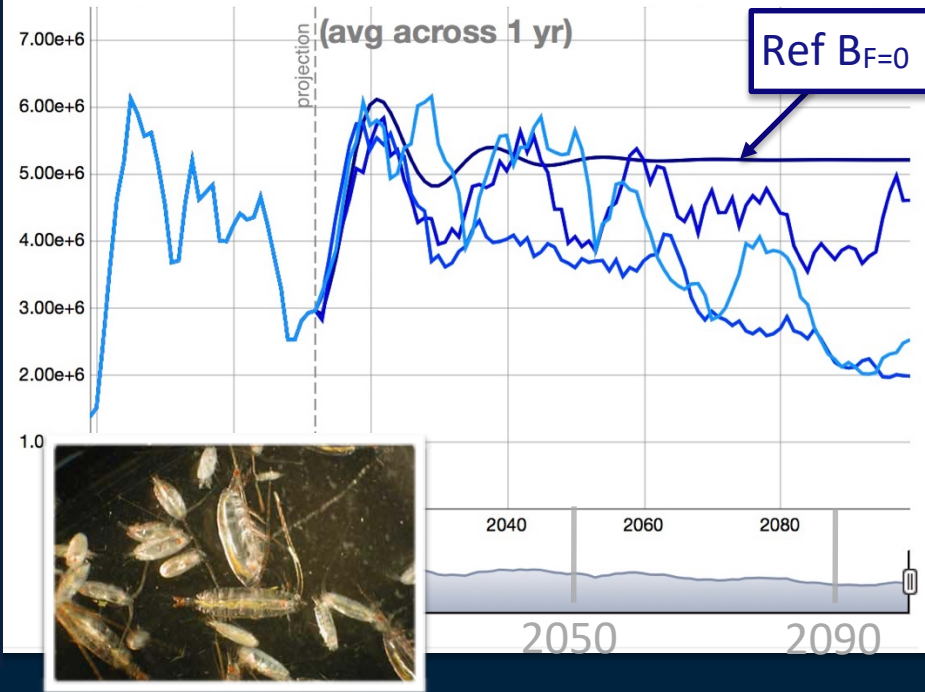 (avg across 1 yr)
projection
Ref B_F=0
7.00e+6
6.00e+6
5.00e+6
4.00e+6
3.00e+6
2.00e+6
1.0
2040 2060 2080
2050 2090